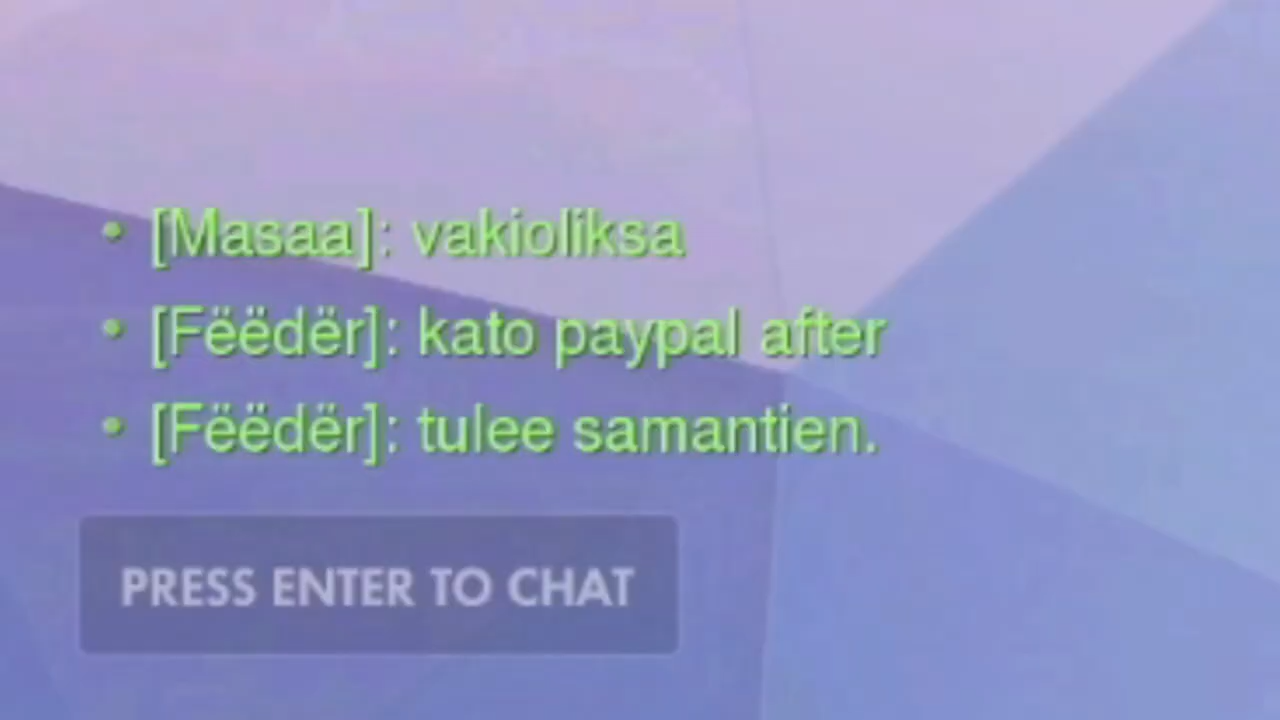 • [Masaa]: vakioliksa
• [Fëëdër]: kato paypal after
• [Fëëdër]: tulee samantien.
PRESS ENTER TO CHAT